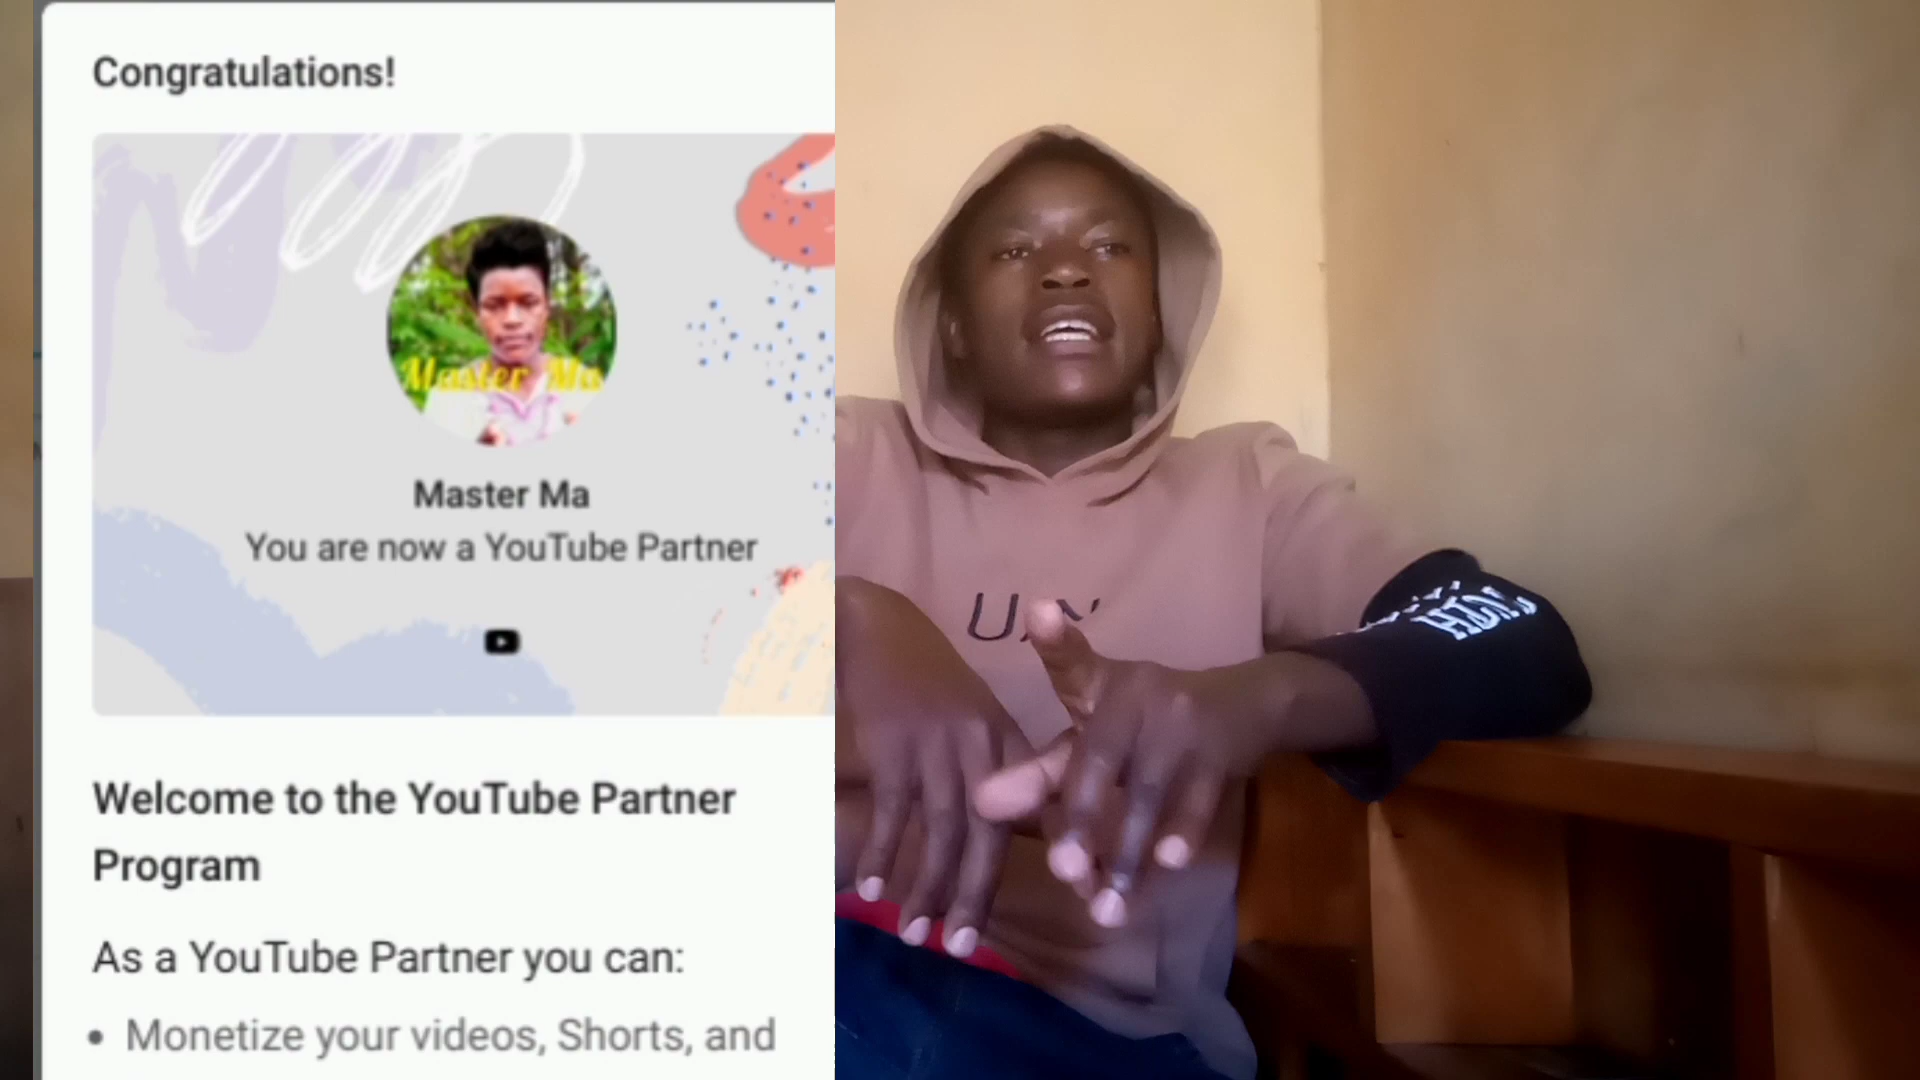 Congratulations!
Master Ma
Master Ma
You are now a YouTube Partner
Welcome to the YouTube Partner
Program
As a YouTube Partner you can:
• Monetize your videos, Shorts, and